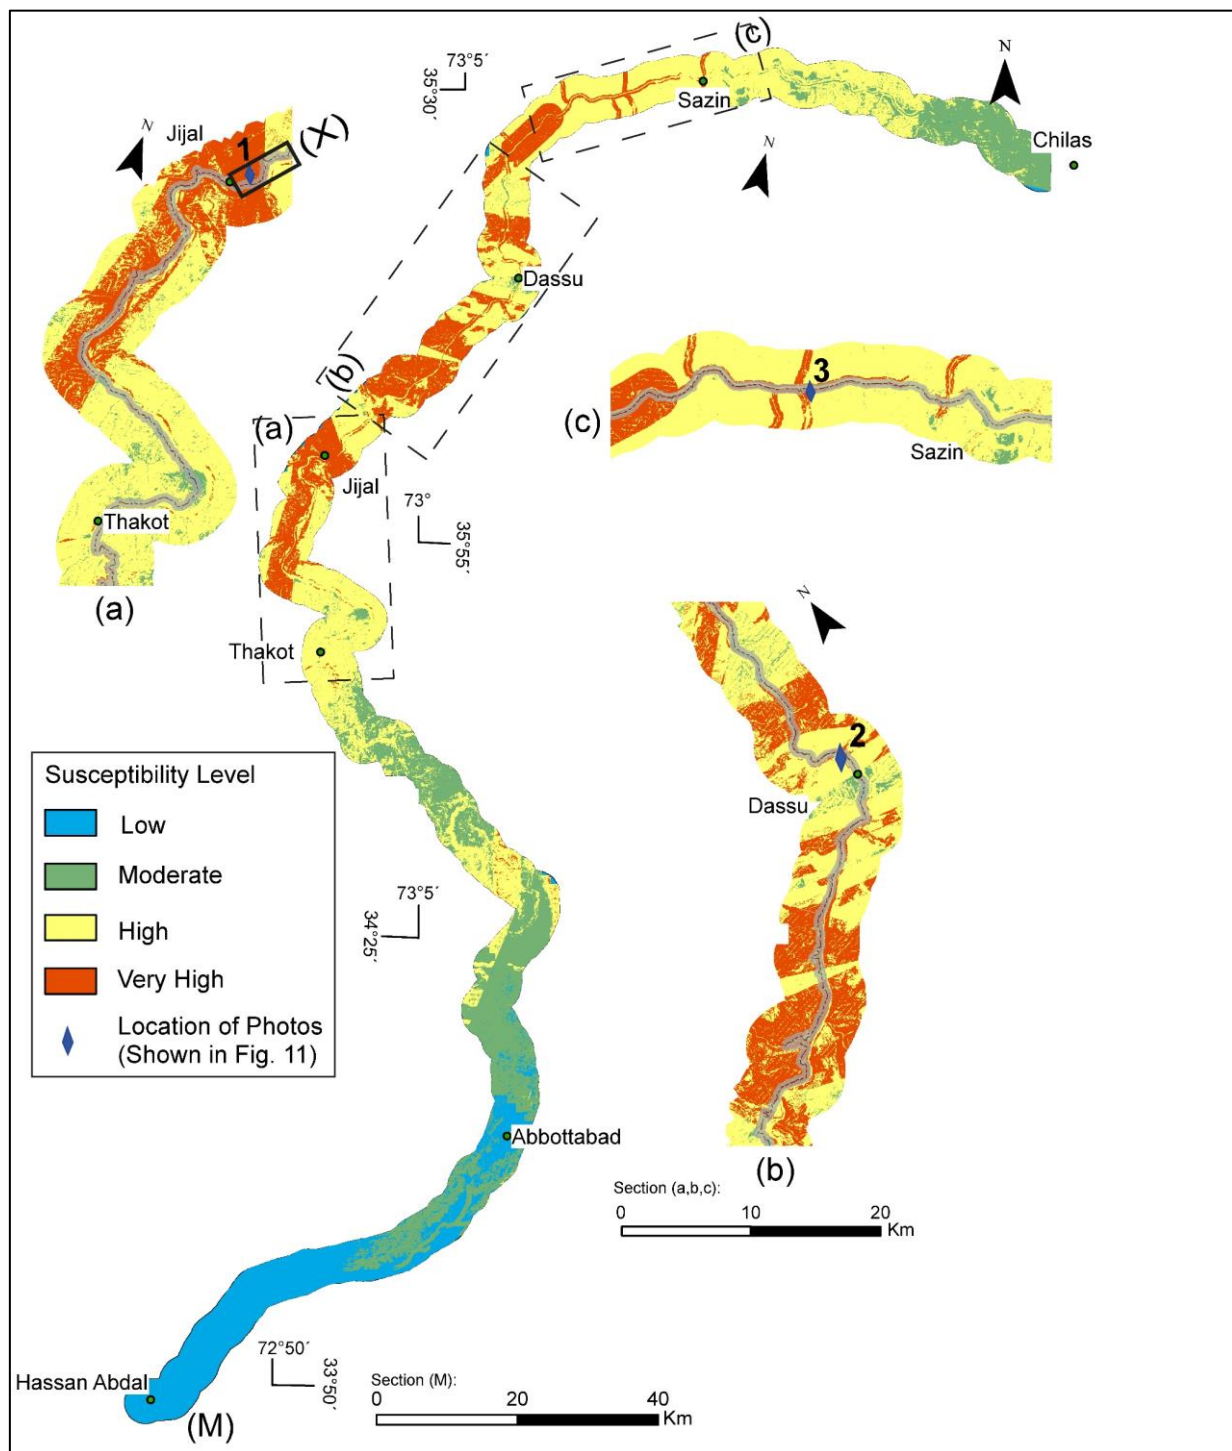 (c)
73°5´
35°30´
N
Sazin
Chilas
N
Jijal
1
(X)
N
Dassu
(b)
(a)
Jijal
3
(c)
Sazin
73°
35°55´
Thakot
(a)
Thakot
N
2
Dassu
(b)
Susceptibility Level
Low
Moderate
High
Very High
Location of Photos
(Shown in Fig. 11)
73°5´
34°25´
Abbottabad
Section (a,b,c):
0 10 20
Km
72°50´
33°50´
Hassan Abdal
(M)
Section (M):
0 20 40
Km